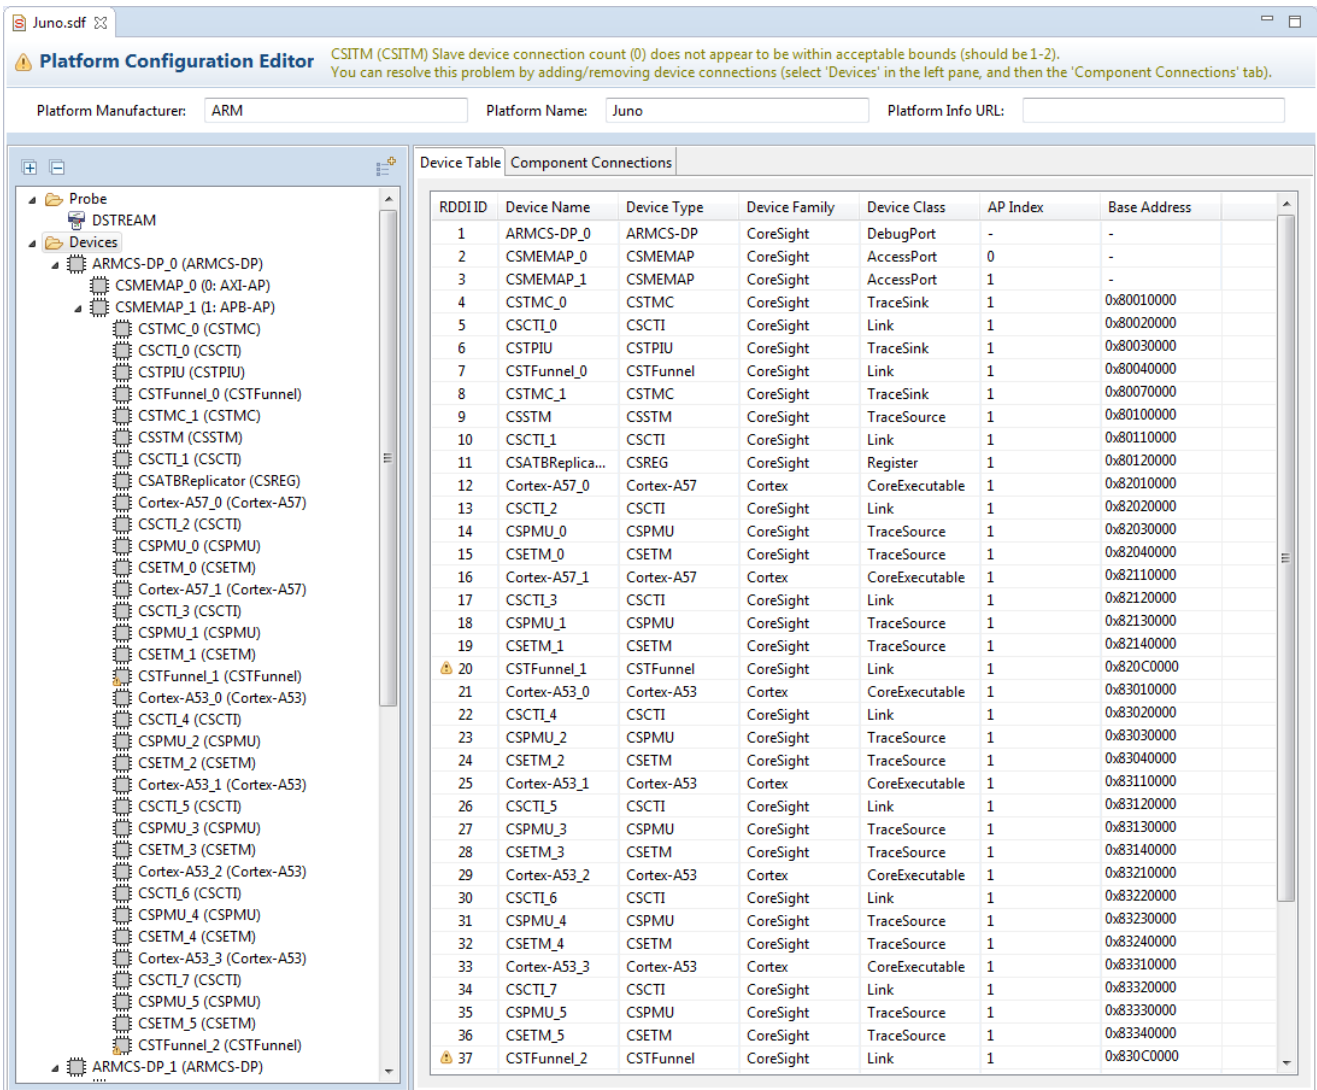 Juno.sdf
Platform Configuration Editor
CSITM (CSITM) Slave device connection count (0) does not appear to be within acceptable bounds (should be 1-2).
You can resolve this problem by adding/removing device connections (select 'Devices' in the left pane, and then the 'Component Connections' tab).
Platform Manufacturer: ARM Platform Name: Juno Platform Info URL:
Probe
DSTREAM
Devices
ARMCS-DP_0 (ARMCS-DP)
CSMEMAP_0 (0: AXI-AP)
CSMEMAP_1 (1: APB-AP)
CSTMC_0 (CSTMC)
CSCTI_0 (CSCTI)
CSTPIU (CSTPIU)
CSTFunnel_0 (CSTFunnel)
CSTMC_1 (CSTMC)
CSSTM (CSSTM)
CSCTI_1 (CSCTI)
CSATBReplicator (CSREG)
Cortex-A57_0 (Cortex-A57)
CSCTI_2 (CSCTI)
CSPMU_0 (CSPMU)
CSETM_0 (CSETM)
Cortex-A57_1 (Cortex-A57)
CSCTI_3 (CSCTI)
CSPMU_1 (CSPMU)
CSETM_1 (CSETM)
CSTFunnel_1 (CSTFunnel)
Cortex-A53_0 (Cortex-A53)
CSCTI_4 (CSCTI)
CSPMU_2 (CSPMU)
CSETM_2 (CSETM)
Cortex-A53_1 (Cortex-A53)
CSCTI_5 (CSCTI)
CSPMU_3 (CSPMU)
CSETM_3 (CSETM)
Cortex-A53_2 (Cortex-A53)
CSCTI_6 (CSCTI)
CSPMU_4 (CSPMU)
CSETM_4 (CSETM)
Cortex-A53_3 (Cortex-A53)
CSCTI_7 (CSCTI)
CSPMU_5 (CSPMU)
CSETM_5 (CSETM)
CSTFunnel_2 (CSTFunnel)
ARMCS-DP_1 (ARMCS-DP)
Device Table Component Connections
RDDI ID Device Name Device Type Device Family Device Class AP Index Base Address
1 ARMCS-DP_0 ARMCS-DP CoreSight DebugPort - -
2 CSMEMAP_0 CSMEMAP CoreSight AccessPort 0 -
3 CSMEMAP_1 CSMEMAP CoreSight AccessPort 1 -
4 CSTMC_0 CSTMC CoreSight TraceSink 1 0x80010000
5 CSCTI_0 CSCTI CoreSight Link 1 0x80020000
6 CSTPIU CSTPIU CoreSight TraceSink 1 0x80030000
7 CSTFunnel_0 CSTFunnel CoreSight Link 1 0x80040000
8 CSTMC_1 CSTMC CoreSight TraceSink 1 0x80070000
9 CSSTM CSSTM CoreSight TraceSource 1 0x80100000
10 CSCTI_1 CSCTI CoreSight Link 1 0x80110000
11 CSATBReplica... CSREG CoreSight Register 1 0x80120000
12 Cortex-A57_0 Cortex-A57 Cortex CoreExecutable 1 0x82010000
13 CSCTI_2 CSCTI CoreSight Link 1 0x82020000
14 CSPMU_0 CSPMU CoreSight TraceSource 1 0x82030000
15 CSETM_0 CSETM CoreSight TraceSource 1 0x82040000
16 Cortex-A57_1 Cortex-A57 Cortex CoreExecutable 1 0x82110000
17 CSCTI_3 CSCTI CoreSight Link 1 0x82120000
18 CSPMU_1 CSPMU CoreSight TraceSource 1 0x82130000
19 CSETM_1 CSETM CoreSight TraceSource 1 0x82140000
20 CSTFunnel_1 CSTFunnel CoreSight Link 1 0x820C0000
21 Cortex-A53_0 Cortex-A53 Cortex CoreExecutable 1 0x83010000
22 CSCTI_4 CSCTI CoreSight Link 1 0x83020000
23 CSPMU_2 CSPMU CoreSight TraceSource 1 0x83030000
24 CSETM_2 CSETM CoreSight TraceSource 1 0x83040000
25 Cortex-A53_1 Cortex-A53 Cortex CoreExecutable 1 0x83110000
26 CSCTI_5 CSCTI CoreSight Link 1 0x83120000
27 CSPMU_3 CSPMU CoreSight TraceSource 1 0x83130000
28 CSETM_3 CSETM CoreSight TraceSource 1 0x83140000
29 Cortex-A53_2 Cortex-A53 Cortex CoreExecutable 1 0x83210000
30 CSCTI_6 CSCTI CoreSight Link 1 0x83220000
31 CSPMU_4 CSPMU CoreSight TraceSource 1 0x83230000
32 CSETM_4 CSETM CoreSight TraceSource 1 0x83240000
33 Cortex-A53_3 Cortex-A53 Cortex CoreExecutable 1 0x83310000
34 CSCTI_7 CSCTI CoreSight Link 1 0x83320000
35 CSPMU_5 CSPMU CoreSight TraceSource 1 0x83330000
36 CSETM_5 CSETM CoreSight TraceSource 1 0x83340000
37 CSTFunnel_2 CSTFunnel CoreSight Link 1 0x830C0000